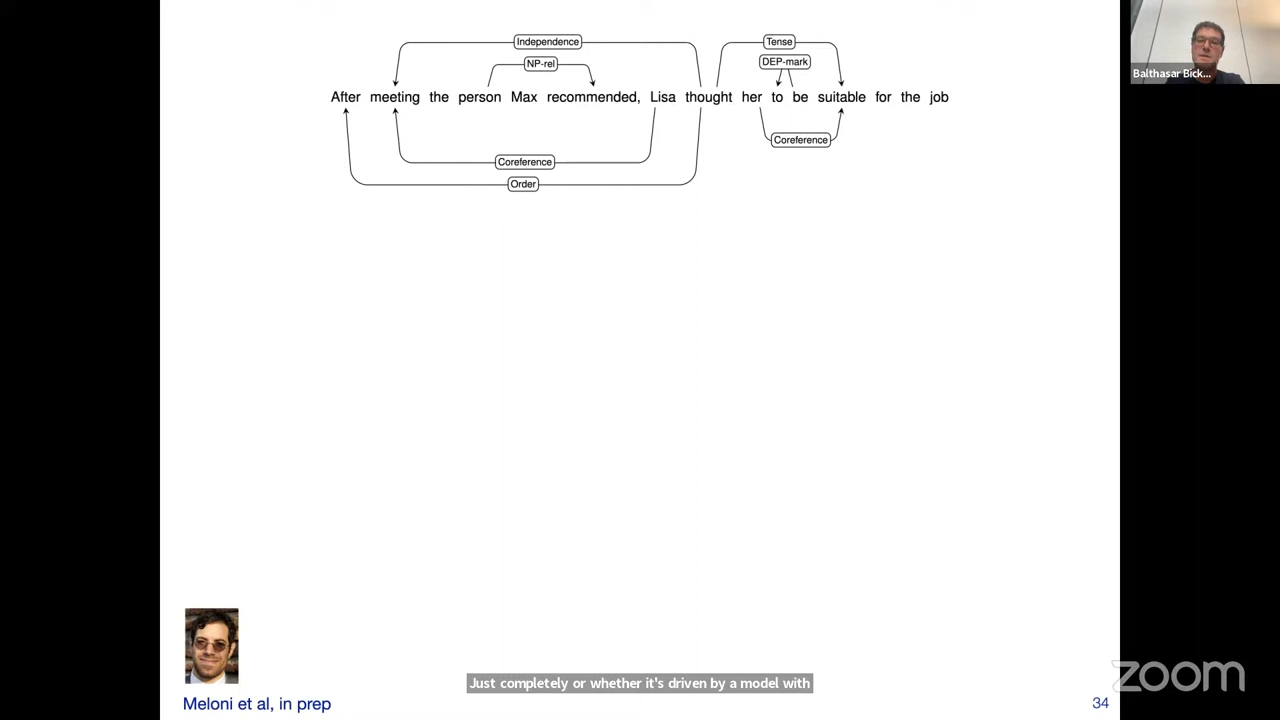 Independence
Tense
NP-rel
DEP-mark
Balthasar Bick...
After meeting the person Max recommended, Lisa thought her to be suitable for the job
Coreference
Coreference
Order
Just completely or whether it's driven by a model with
zoom
Meloni et al, in prep
34